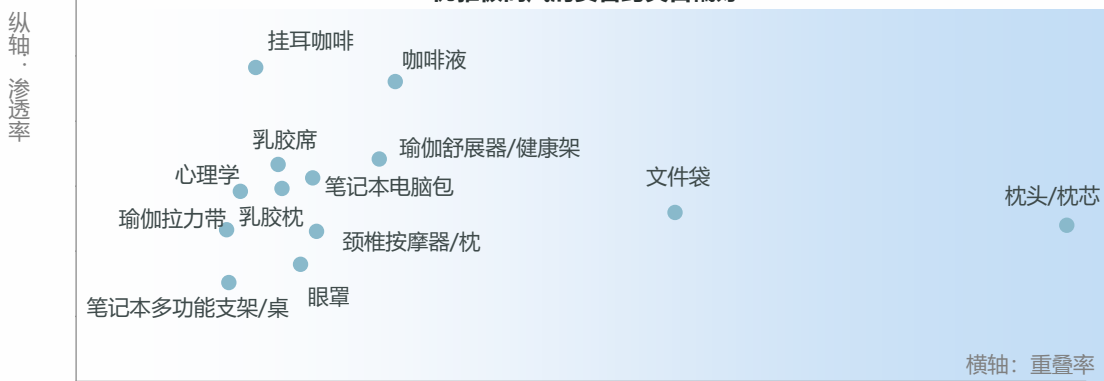 纵轴：渗透率
挂耳咖啡
咖啡液
乳胶席
瑜伽舒展器/健康架
心理学
笔记本电脑包
文件袋
枕头/枕芯
瑜伽拉力带
乳胶枕
颈椎按摩器/枕
笔记本多功能支架/桌
眼罩
横轴：重叠率